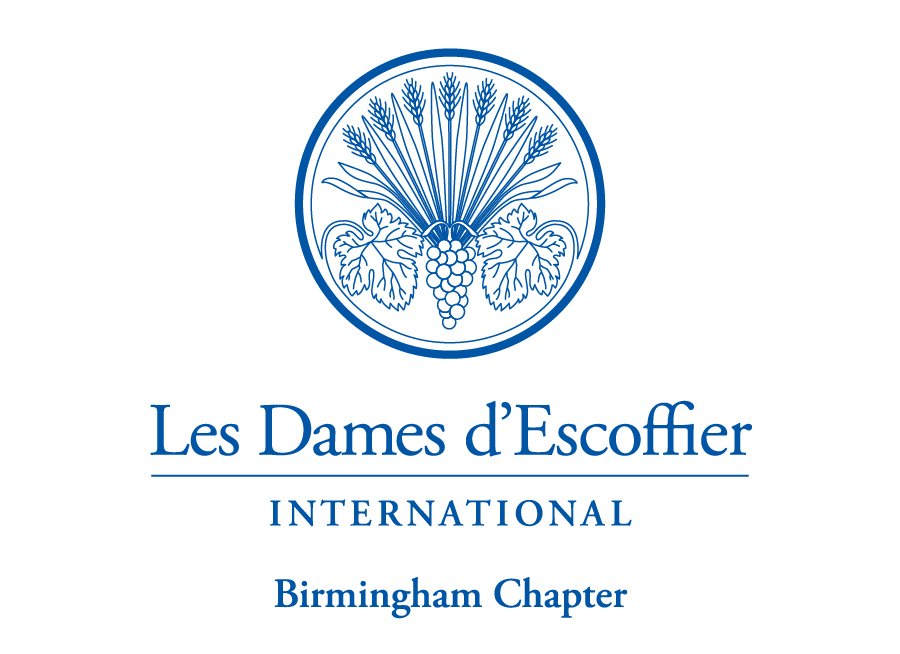 Les Dames d’Escoffier
INTERNATIONAL
Birmingham Chapter